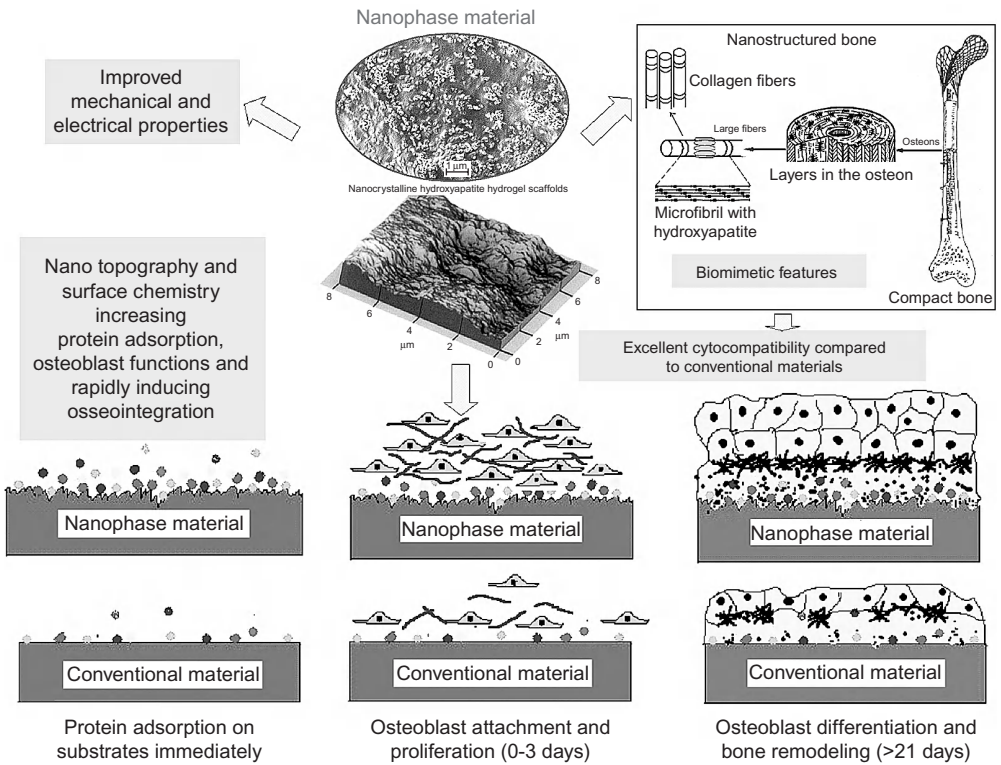 Nanophase material
Improved
mechanical and
electrical properties
1 μm
Nanocrystalline hydroxyapatite hydrogel scaffolds
Nanostructured bone
Collagen fibers
Large fibers
Osteons
Layers in the osteon
Microfibril with
hydroxyapatite
Biomimetic features
Compact bone
Nano topography and
surface chemistry
increasing
protein adsorption,
osteoblast functions and
rapidly inducing
osseointegration
8
6
4
μm
2
0
0
2
μm
4
6
8
Excellent cytocompatibility compared
to conventional materials
Nanophase material
Nanophase material
Nanophase material
Conventional material
Conventional material
Conventional material
Protein adsorption on
substrates immediately
Osteoblast attachment and
proliferation (0-3 days)
Osteoblast differentiation and
bone remodeling (>21 days)